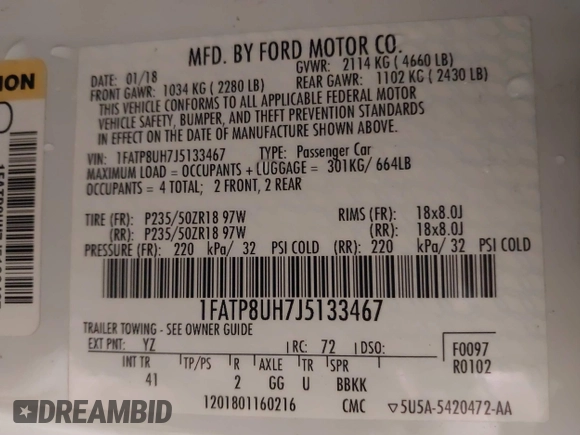 MFD. BY FORD MOTOR CO.
DATE: 01/18 GVWR: 2114 KG ( 4660 LB)
FRONT GAWR: 1034 KG ( 2280 LB) REAR GAWR: 1102 KG ( 2430 LB)
THIS VEHICLE CONFORMS TO ALL APPLICABLE FEDERAL MOTOR
VEHICLE SAFETY, BUMPER, AND THEFT PREVENTION STANDARDS
IN EFFECT ON THE DATE OF MANUFACTURE SHOWN ABOVE.
VIN: 1FATP8UH7J5133467 TYPE: Passenger Car
MAXIMUM LOAD = OCCUPANTS + LUGGAGE = 301KG/ 664LB
OCCUPANTS = 4 TOTAL; 2 FRONT, 2 REAR
TIRE (FR): P235/50ZR18 97W RIMS (FR): 18x8.0J
(RR): P235/50ZR18 97W (RR): 18x8.0J
PRESSURE (FR): 220 kPa/ 32 PSI COLD (RR): 220 kPa/ 32 PSI COLD
1FATP8UH7J5133467
TRAILER TOWING - SEE OWNER GUIDE
EXT PNT: YZ RC: 72 DSO: F0097
INT TR TP/PS R AXLE TR SPR R0102
41 2 GG U BBKK
1201801160216 CMC ▽5U5A-5420472-AA
DREAMBID